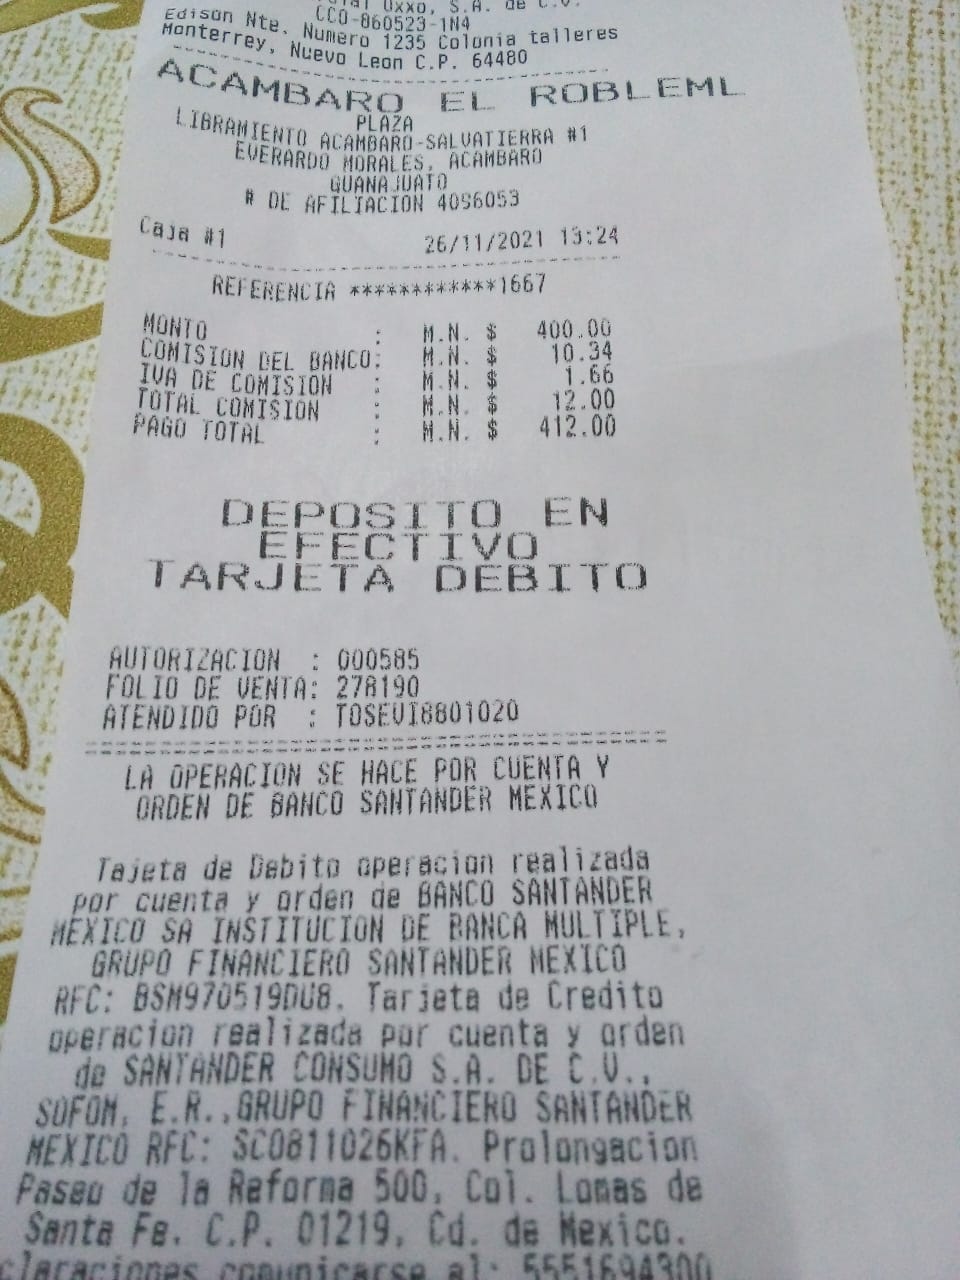 Oxxo, S.A. de C.V.
CCO-860523-1N4
Edison Nte. Numero 1235 Colonia talleres
Monterrey, Nuevo Leon C.P. 64480
ACAMBARO EL ROBLEML
PLAZA
LIBRAMIENTO ACAMBARO-SALVATIERRA #1
EVERARDO MORALES, ACAMBARO
GUANAJUATO
# DE AFILIACION 4096053
Caja #1 26/11/2021 13:24
REFERENCIA ************1667
MONTO : M.N. $ 400.00
COMISION DEL BANCO: M.N. $ 10.34
IVA DE COMISION : M.N. $ 1.66
TOTAL COMISION : M.N. $ 12.00
PAGO TOTAL : M.N. $ 412.00
DEPOSITO EN
EFECTIVO
TARJETA DEBITO
AUTORIZACION : 000585
FOLIO DE VENTA: 278190
ATENDIDO POR : TOSEVI8801020
LA OPERACION SE HACE POR CUENTA Y
ORDEN DE BANCO SANTANDER MEXICO
Tajeta de Debito operacion realizada
por cuenta y orden de BANCO SANTANDER
MEXICO SA INSTITUCION DE BANCA MULTIPLE,
GRUPO FINANCIERO SANTANDER MEXICO
RFC: BSM970519DU8. Tarjeta de Credito
operacion realizada por cuenta y orden
de SANTANDER CONSUMO S.A. DE C.V.,
SOFOM, E.R.,GRUPO FINANCIERO SANTANDER
MEXICO RFC: SCO811026KFA. Prolongacion
Paseo de la Reforma 500, Col. Lomas de
Santa Fe. C.P. 01219, Cd. de Mexico.
claraciones comunicarse al: 5551694300